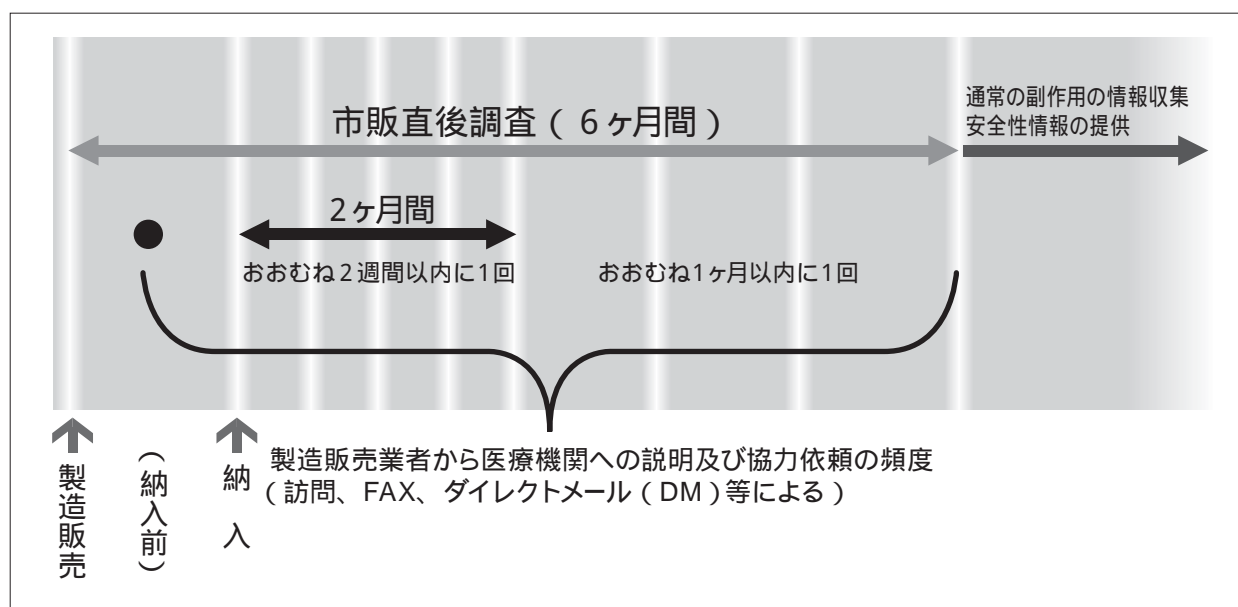 市販直後調査（6ヶ月間）
通常の副作用の情報収集
安全性情報の提供
2ヶ月間
おおむね2週間以内に1回
おおむね1ヶ月以内に1回
製造販売
（納入前）
納入
製造販売業者から医療機関への説明及び協力依頼の頻度
（訪問、FAX、ダイレクトメール（DM）等による）